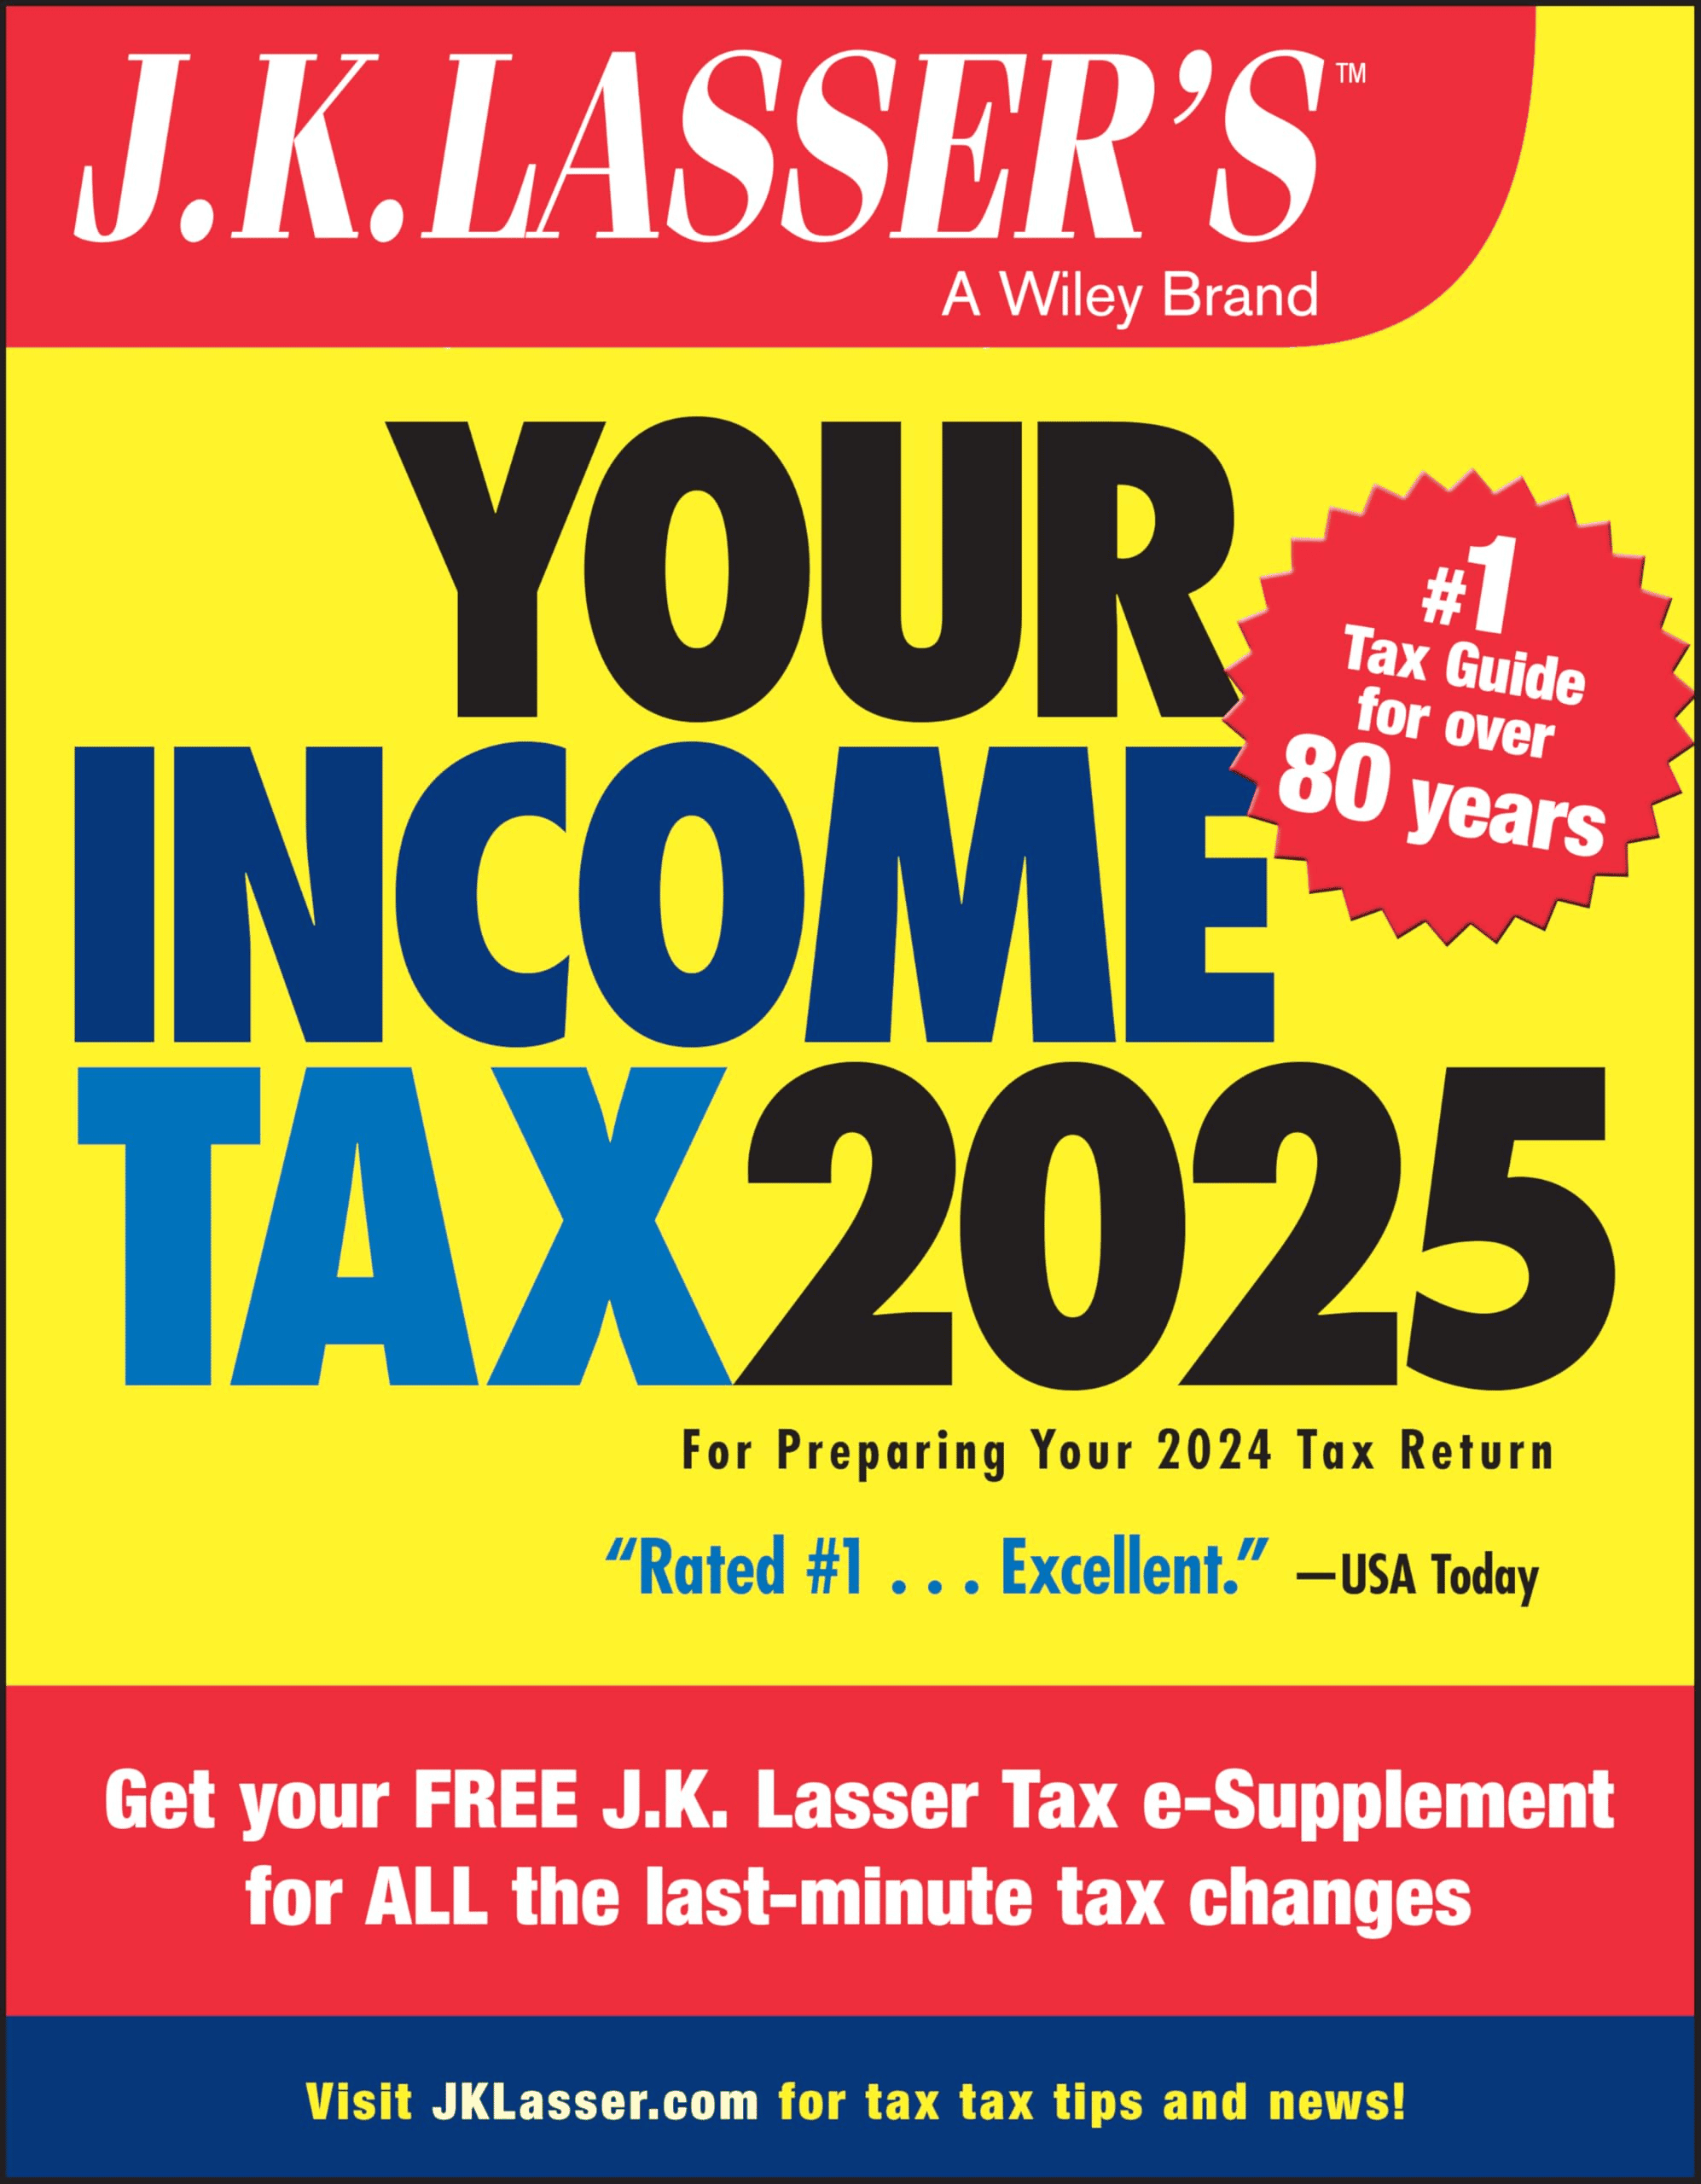 J.K.LASSER'S™
A Wiley Brand
YOUR
INCOME
TAX 2025
#1
Tax Guide
for over
80 years
For Preparing Your 2024 Tax Return
“Rated #1 . . . Excellent.” —USA Today
Get your FREE J.K. Lasser Tax e-Supplement
for ALL the last-minute tax changes
Visit JKLasser.com for tax tax tips and news!